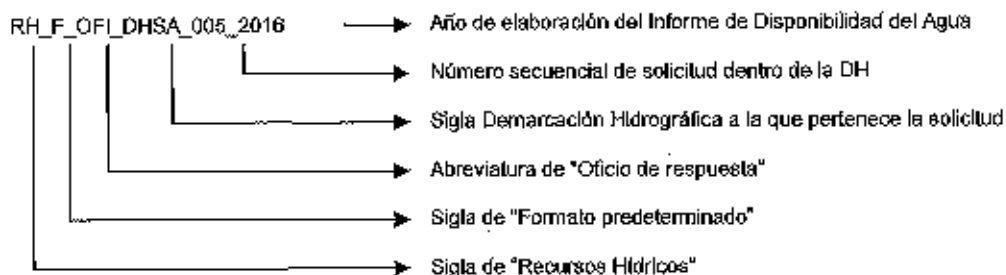 RH_F_OFI_DHSA_005_2016
Año de elaboración del Informe de Disponibilidad del Agua
Número secuencial de solicitud dentro de la DH
Sigla Demarcación Hidrográfica a la que pertenece la solicitud
Abreviatura de "Oficio de respuesta"
Sigla de "Formato predeterminado"
Sigla de "Recursos Hídricos"